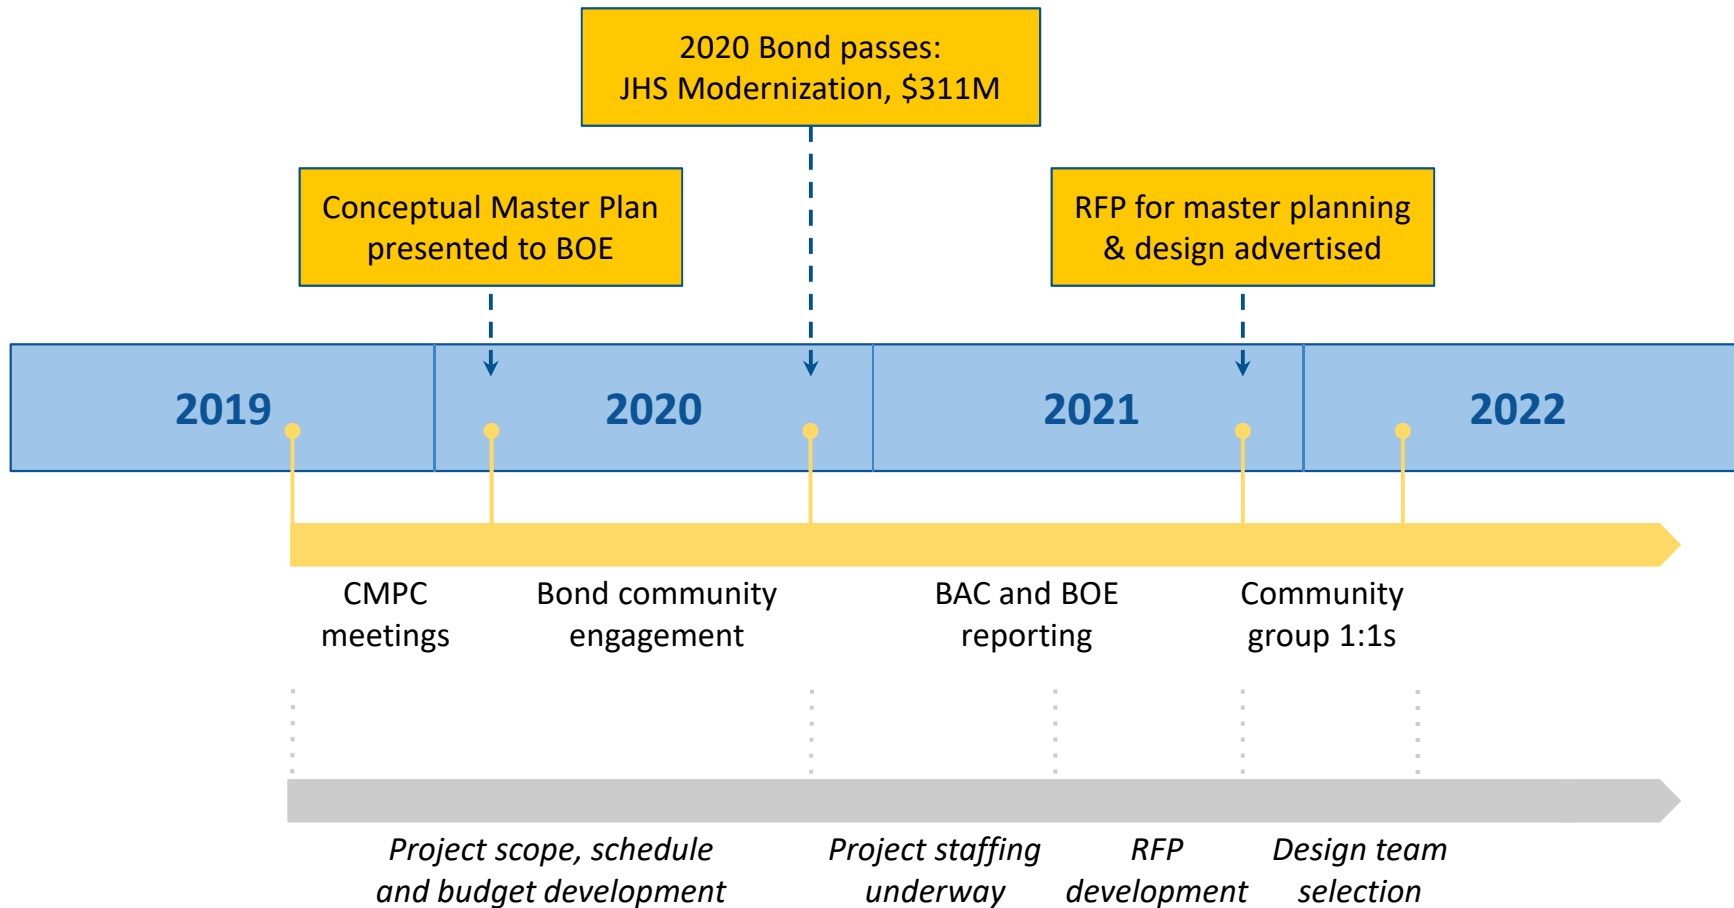 2020 Bond passes:
JHS Modernization, $311M
Conceptual Master Plan
presented to BOE
RFP for master planning
& design advertised
2019
2020
2021
2022
CMPC
meetings
Bond community
engagement
BAC and BOE
reporting
Community
group 1:1s
Project scope, schedule
and budget development
Project staffing
underway
RFP
development
Design team
selection